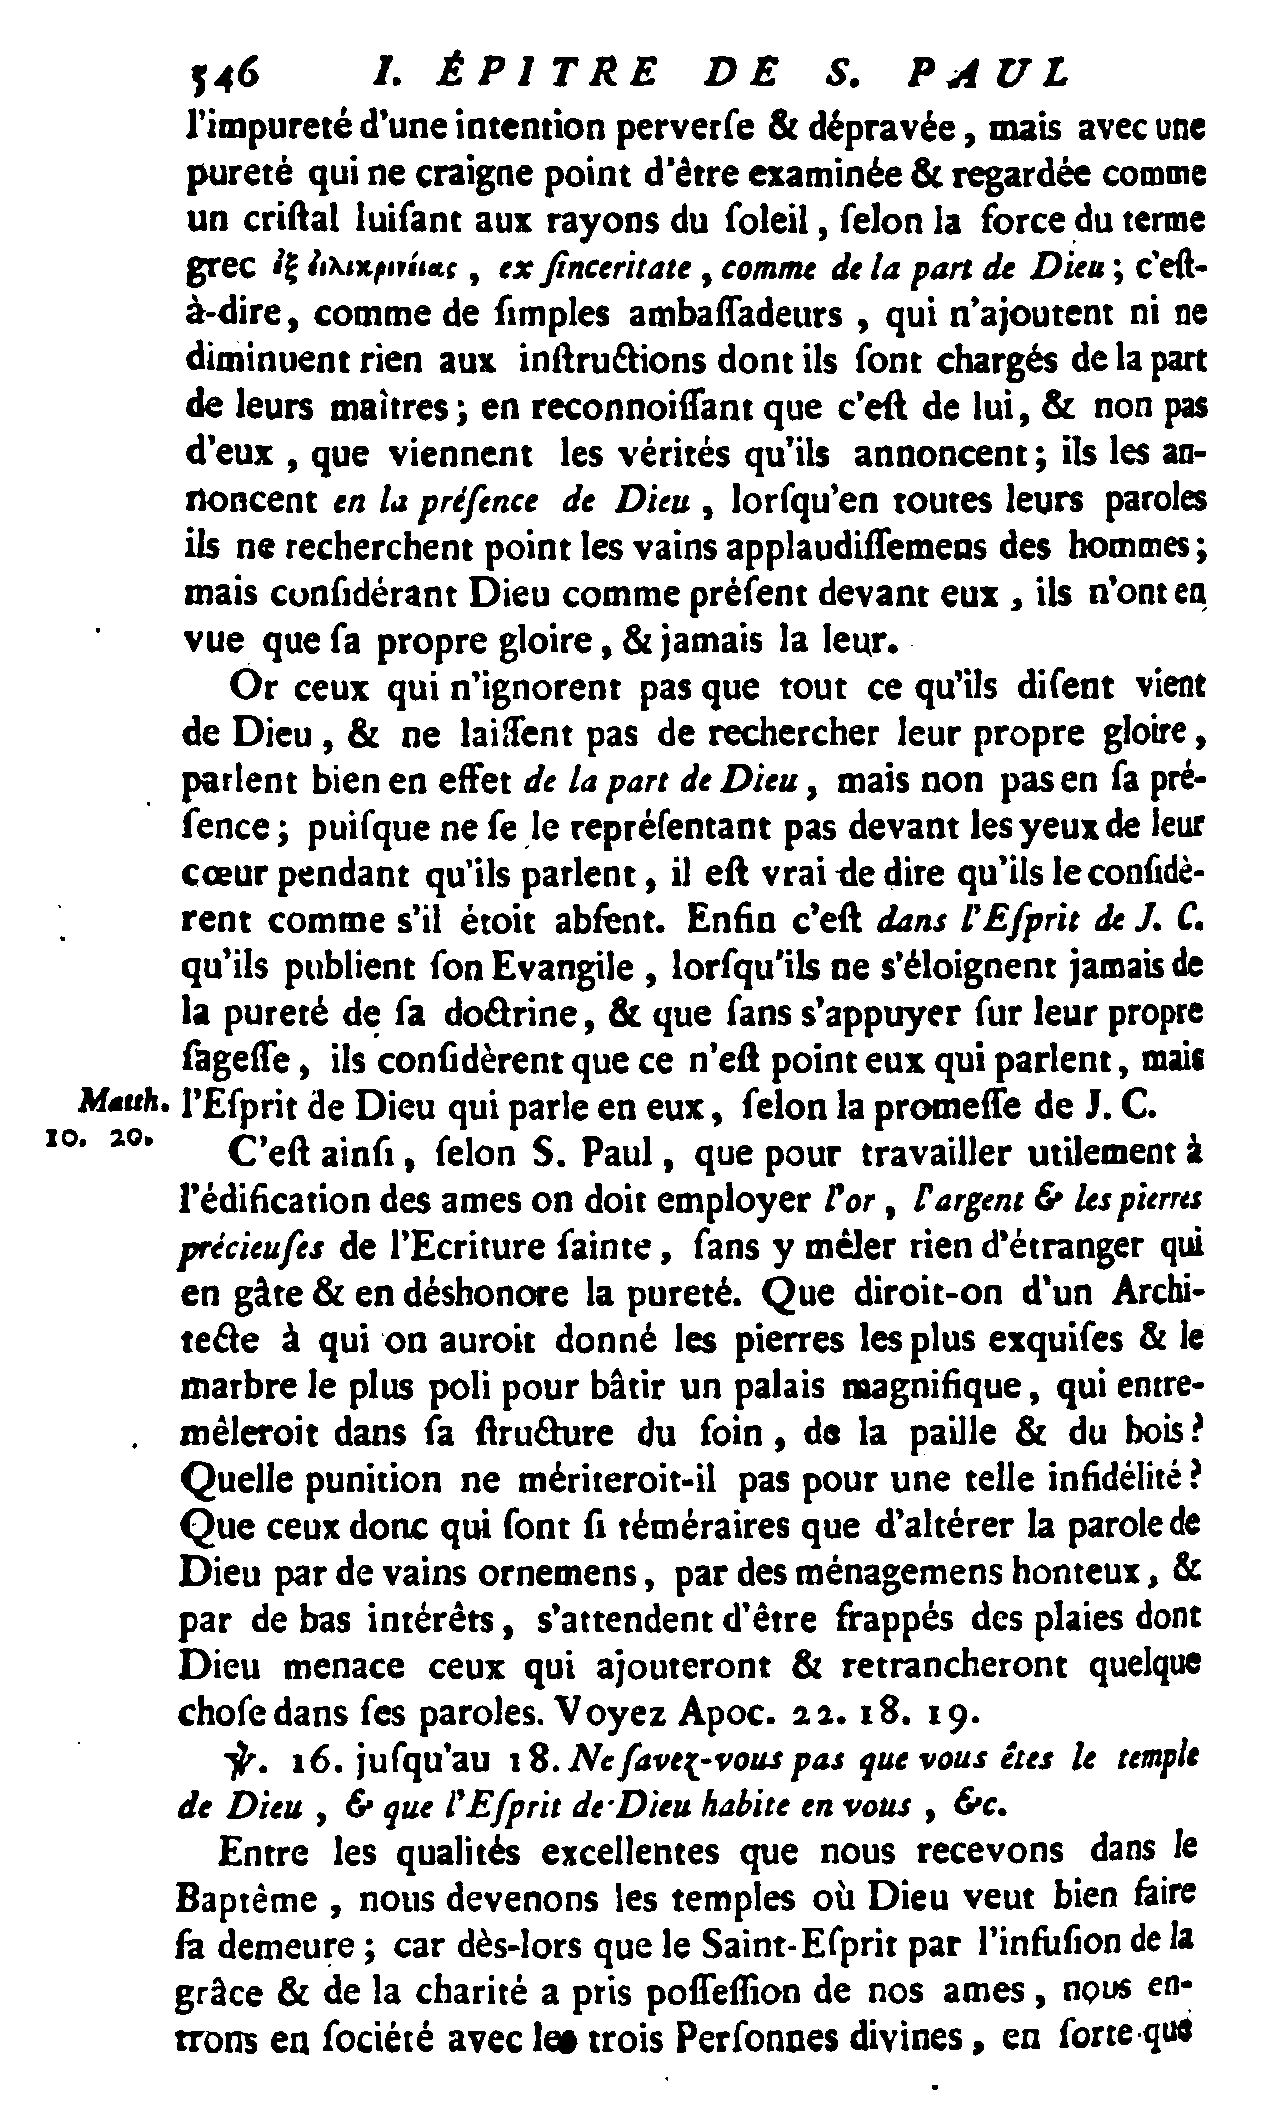 546 I. ÉPITRE DE S. PAUL
l'impureté d'une intention perverſe & dépravée, mais avec une
pureté qui ne craigne point d'être examinée & regardée comme
un criſtal luiſant aux rayons du ſoleil, ſelon la force du terme
grec ἐξ εἰλικρινείας, ex ſinceritate, comme de la part de Dieu; c'eſt-
à-dire, comme de ſimples ambaſſadeurs, qui n'ajoutent ni ne
diminuent rien aux inſtructions dont ils ſont chargés de la part
de leurs maîtres; en reconnoiſſant que c'eſt de lui, & non pas
d'eux, que viennent les vérités qu'ils annoncent; ils les an-
noncent en la préſence de Dieu, lorſqu'en toutes leurs paroles
ils ne recherchent point les vains applaudiſſemens des hommes;
mais conſidérant Dieu comme préſent devant eux, ils n'ont en
vue que ſa propre gloire, & jamais la leur.
Or ceux qui n'ignorent pas que tout ce qu'ils diſent vient
de Dieu, & ne laiſſent pas de rechercher leur propre gloire,
parlent bien en effet de la part de Dieu, mais non pas en ſa pré-
ſence; puiſque ne ſe le repréſentant pas devant les yeux de leur
cœur pendant qu'ils parlent, il eſt vrai de dire qu'ils le conſidè-
rent comme s'il étoit abſent. Enfin c'eſt dans l'Eſprit de J. C.
qu'ils publient ſon Evangile, lorſqu'ils ne s'éloignent jamais de
la pureté de ſa doctrine, & que ſans s'appuyer ſur leur propre
ſageſſe, ils conſidèrent que ce n'eſt point eux qui parlent, mais
Matth. l'Eſprit de Dieu qui parle en eux, ſelon la promeſſe de J. C.
10. 20. C'eſt ainſi, ſelon S. Paul, que pour travailler utilement à
l'édification des ames on doit employer l'or, l'argent & les pierres
précieuſes de l'Ecriture ſainte, ſans y mêler rien d'étranger qui
en gâte & en déshonore la pureté. Que diroit-on d'un Archi-
tecte à qui on auroit donné les pierres les plus exquiſes & le
marbre le plus poli pour bâtir un palais magnifique, qui entre-
mêleroit dans ſa ſtructure du foin, de la paille & du bois?
Quelle punition ne mériteroit-il pas pour une telle infidélité?
Que ceux donc qui ſont ſi téméraires que d'altérer la parole de
Dieu par de vains ornemens, par des ménagemens honteux, &
par de bas intérêts, s'attendent d'être frappés des plaies dont
Dieu menace ceux qui ajouteront & retrancheront quelque
choſe dans ſes paroles. Voyez Apoc. 22. 18. 19.
℣. 16. juſqu'au 18. Ne ſavez-vous pas que vous êtes le temple
de Dieu, & que l'Eſprit de Dieu habite en vous, &c.
Entre les qualités excellentes que nous recevons dans le
Baptême, nous devenons les temples où Dieu veut bien faire
ſa demeure; car dès-lors que le Saint-Eſprit par l'infuſion de la
grâce & de la charité a pris poſſeſſion de nos ames, nous en-
trons en ſociété avec les trois Perſonnes divines, en ſorte que